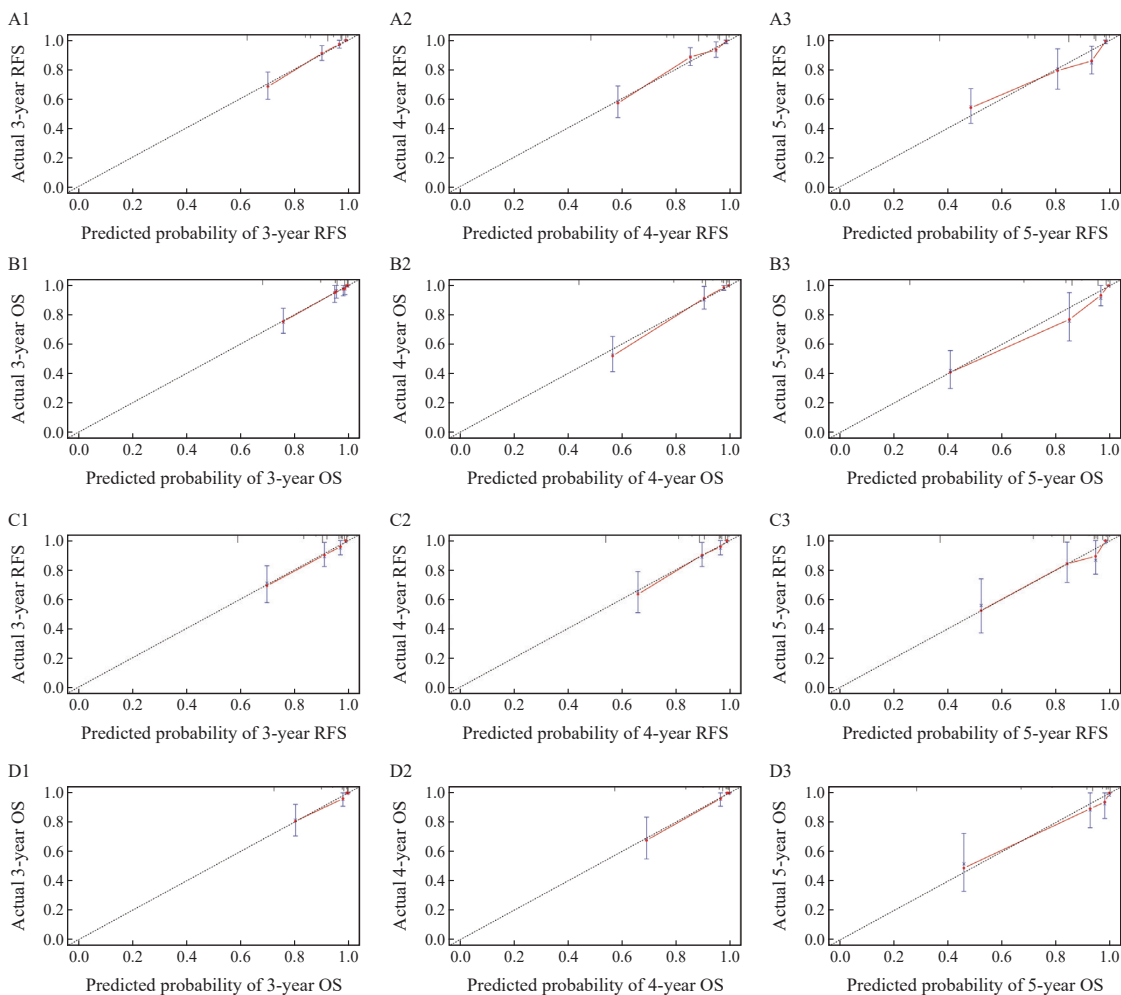 A1
A2
A3
Actual 3-year RFS
1.0
0.8
0.6
0.4
0.2
0.0
0.0 0.2 0.4 0.6 0.8 1.0
Predicted probability of 3-year RFS
Actual 4-year RFS
1.0
0.8
0.6
0.4
0.2
0.0
0.0 0.2 0.4 0.6 0.8 1.0
Predicted probability of 4-year RFS
Actual 5-year RFS
1.0
0.8
0.6
0.4
0.2
0.0
0.0 0.2 0.4 0.6 0.8 1.0
Predicted probability of 5-year RFS
B1
B2
B3
Actual 3-year OS
1.0
0.8
0.6
0.4
0.2
0.0
0.0 0.2 0.4 0.6 0.8 1.0
Predicted probability of 3-year OS
Actual 4-year OS
1.0
0.8
0.6
0.4
0.2
0.0
0.0 0.2 0.4 0.6 0.8 1.0
Predicted probability of 4-year OS
Actual 5-year OS
1.0
0.8
0.6
0.4
0.2
0.0
0.0 0.2 0.4 0.6 0.8 1.0
Predicted probability of 5-year OS
C1
C2
C3
Actual 3-year RFS
1.0
0.8
0.6
0.4
0.2
0.0
0.0 0.2 0.4 0.6 0.8 1.0
Predicted probability of 3-year RFS
Actual 4-year RFS
1.0
0.8
0.6
0.4
0.2
0.0
0.0 0.2 0.4 0.6 0.8 1.0
Predicted probability of 4-year RFS
Actual 5-year RFS
1.0
0.8
0.6
0.4
0.2
0.0
0.0 0.2 0.4 0.6 0.8 1.0
Predicted probability of 5-year RFS
D1
D2
D3
Actual 3-year OS
1.0
0.8
0.6
0.4
0.2
0.0
0.0 0.2 0.4 0.6 0.8 1.0
Predicted probability of 3-year OS
Actual 4-year OS
1.0
0.8
0.6
0.4
0.2
0.0
0.0 0.2 0.4 0.6 0.8 1.0
Predicted probability of 4-year OS
Actual 5-year OS
1.0
0.8
0.6
0.4
0.2
0.0
0.0 0.2 0.4 0.6 0.8 1.0
Predicted probability of 5-year OS